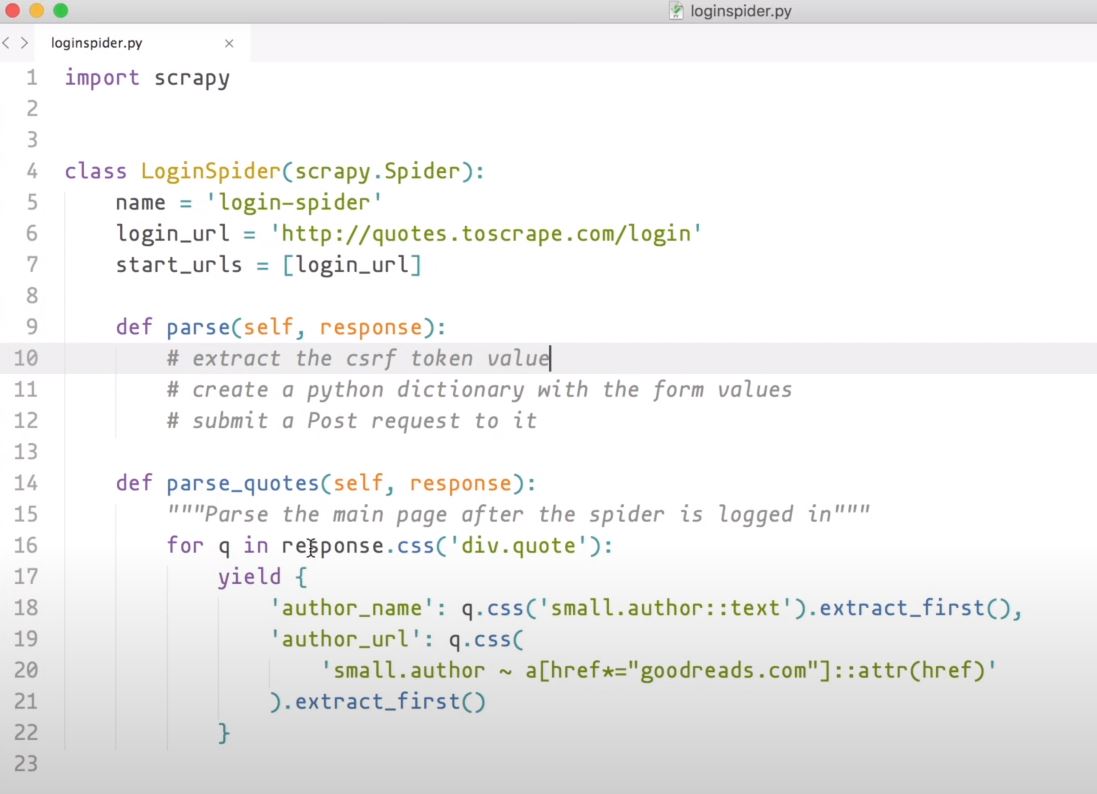 loginspider.py
loginspider.py ×
1 import scrapy
2
3
4 class LoginSpider(scrapy.Spider):
5     name = 'login-spider'
6     login_url = 'http://quotes.toscrape.com/login'
7     start_urls = [login_url]
8
9     def parse(self, response):
10         # extract the csrf token value
11         # create a python dictionary with the form values
12         # submit a Post request to it
13
14     def parse_quotes(self, response):
15         """Parse the main page after the spider is logged in"""
16         for q in response.css('div.quote'):
17             yield {
18                 'author_name': q.css('small.author::text').extract_first(),
19                 'author_url': q.css(
20                     'small.author ~ a[href*="goodreads.com"]::attr(href)'
21                 ).extract_first()
22             }
23